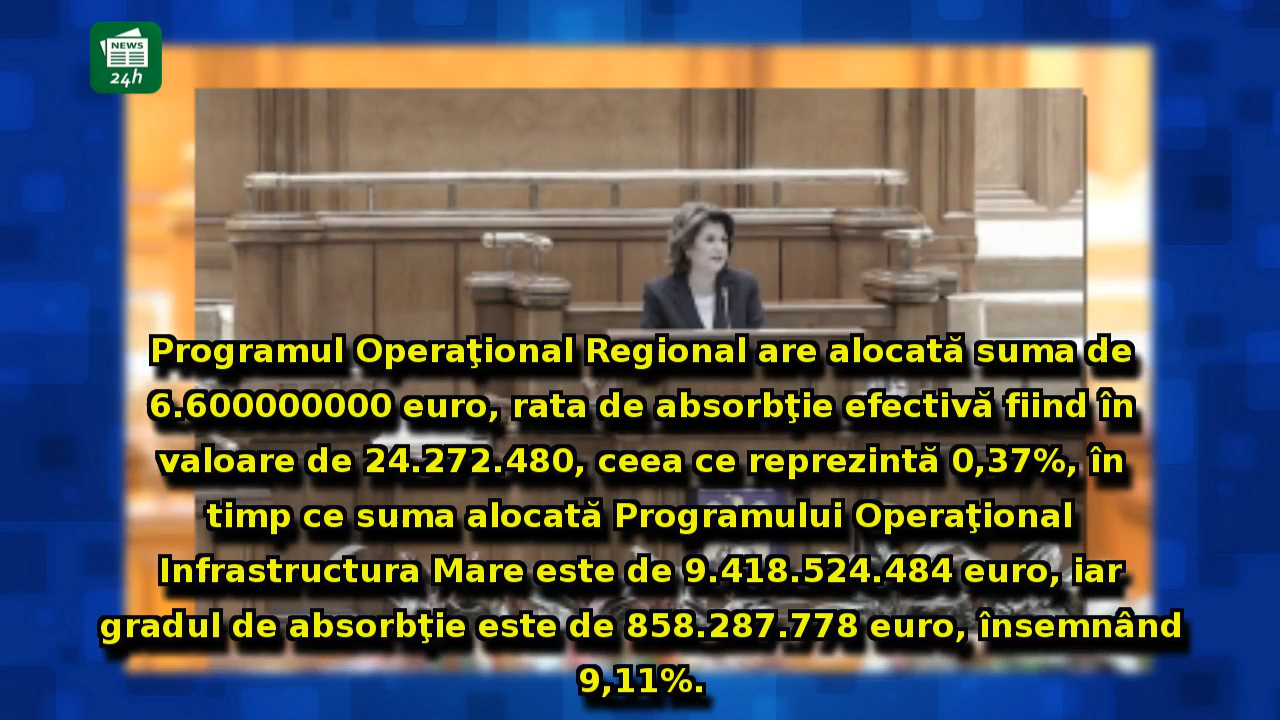 NEWS
24h
Programul Operaţional Regional are alocată suma de
6.600000000 euro, rata de absorbţie efectivă fiind în
valoare de 24.272.480, ceea ce reprezintă 0,37%, în
timp ce suma alocată Programului Operaţional
Infrastructura Mare este de 9.418.524.484 euro, iar
gradul de absorbţie este de 858.287.778 euro, însemnând
9,11%.